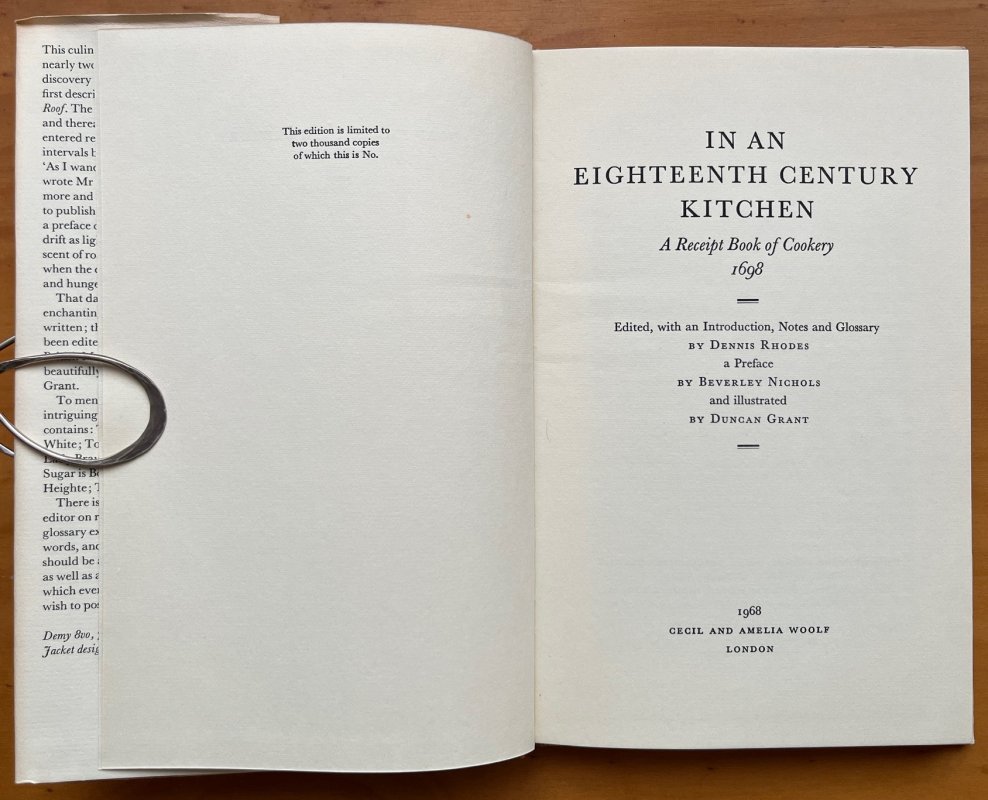 This culin
nearly tw
discovery
first descri
Roof. The
and there
entered re
intervals b
'As I wand
wrote Mr
more and
to publish
a preface
drift as lig
scent of ro
when the
and hunge
That da
enchantin
written; th
been edite
beautifully
Grant.
To men
intriguing
contains:
White; To
Sugar is B
Heighte;
There is
editor on
glossary ex
words, and
should be
as well as a
which ever
wish to po
Demy 8vo,
Jacket desig
This edition is limited to
two thousand copies
of which this is No.
IN AN
EIGHTEENTH CENTURY
KITCHEN
A Receipt Book of Cookery
1698
Edited, with an Introduction, Notes and Glossary
BY DENNIS RHODES
a Preface
BY BEVERLEY NICHOLS
and illustrated
BY DUNCAN GRANT
1968
CECIL AND AMELIA WOOLF
LONDON